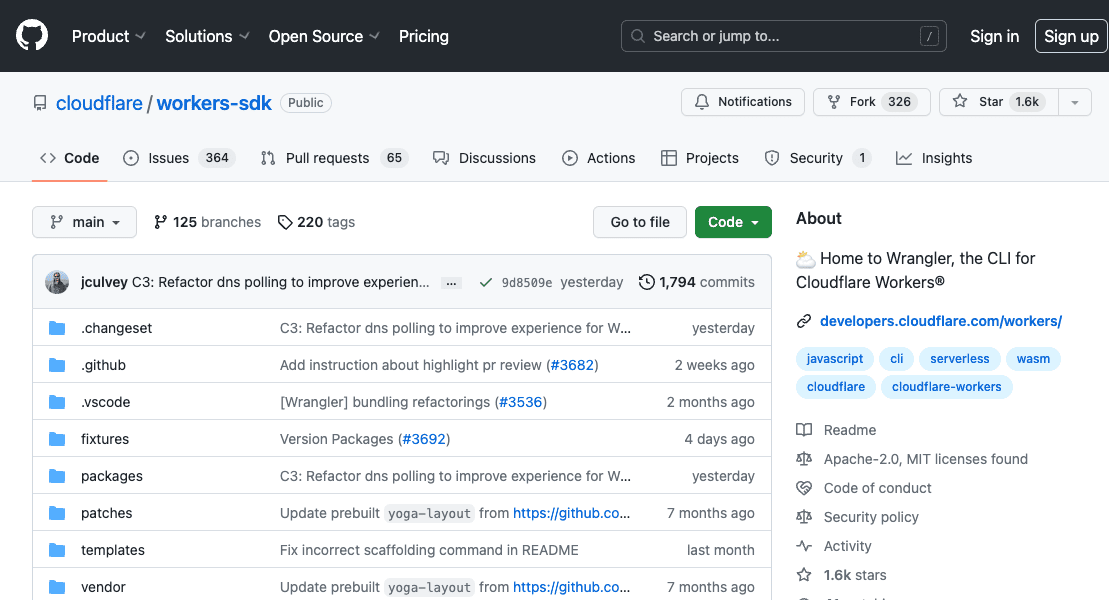 Product Solutions Open Source Pricing Search or jump to... / Sign in Sign up
cloudflare / workers-sdk Public Notifications Fork 326 Star 1.6k
Code Issues 364 Pull requests 65 Discussions Actions Projects Security 1 Insights
main 125 branches 220 tags Go to file Code
jculvey C3: Refactor dns polling to improve experien... ... 9d8509e yesterday 1,794 commits
.changeset C3: Refactor dns polling to improve experience for W... yesterday
.github Add instruction about highlight pr review (#3682) 2 weeks ago
.vscode [Wrangler] bundling refactorings (#3536) 2 months ago
fixtures Version Packages (#3692) 4 days ago
packages C3: Refactor dns polling to improve experience for W... yesterday
patches Update prebuilt yoga-layout from https://github.co... 7 months ago
templates Fix incorrect scaffolding command in README last month
vendor Update prebuilt yoga-layout from https://github.co... 7 months ago
About
Home to Wrangler, the CLI for
Cloudflare Workers®
developers.cloudflare.com/workers/
javascript cli serverless wasm
cloudflare cloudflare-workers
Readme
Apache-2.0, MIT licenses found
Code of conduct
Security policy
Activity
1.6k stars